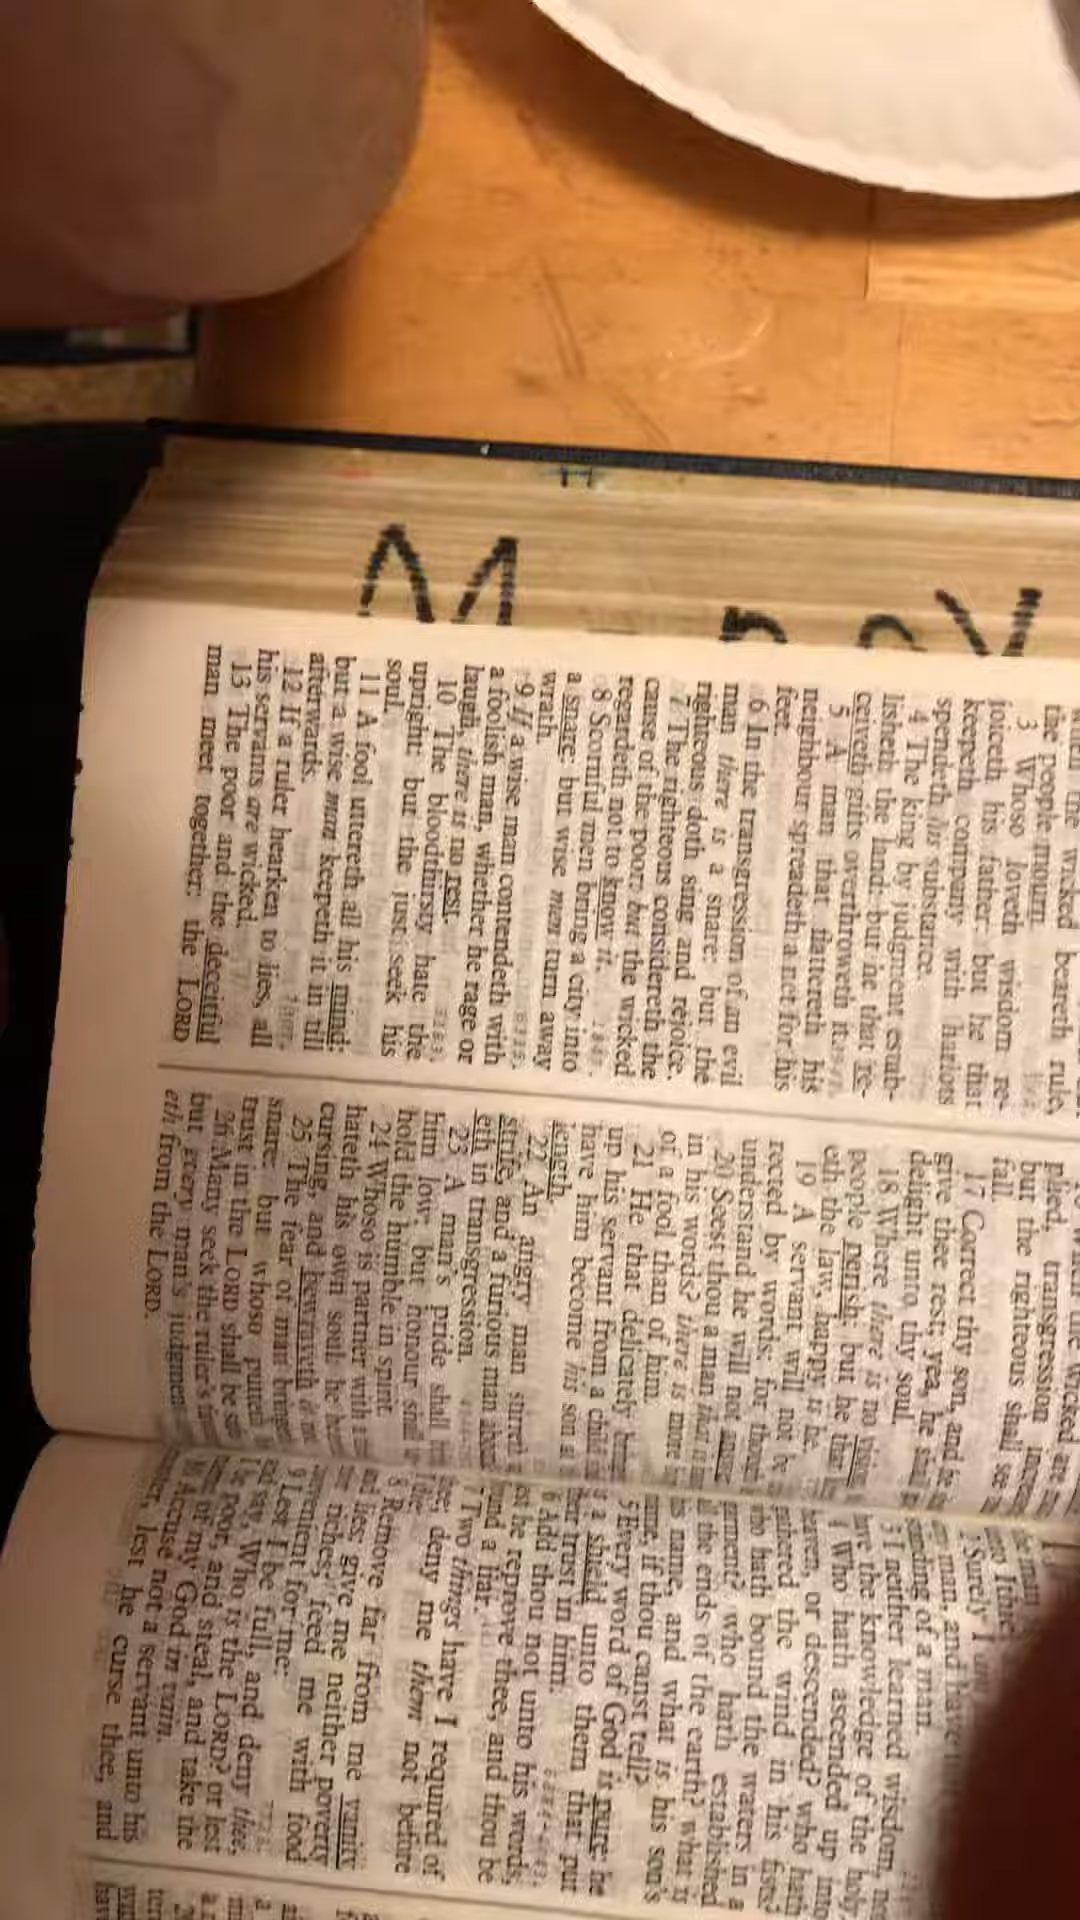 M
the wicked beareth rule,
the people mourn.
3 Whoso loveth wisdom re-
joiceth his father: but he that
keepeth company with harlots
spendeth his substance.
4 The king by judgment estab-
lisheth the land: but he that re-
ceiveth gifts overthroweth it.
5 A man that flattereth his
neighbour spreadeth a net for his
feet.
6 In the transgression of an evil
man there is a snare: but the
righteous doth sing and rejoice.
7 The righteous considereth the
cause of the poor: but the wicked
regardeth not to know it.
8 Scornful men bring a city into
a snare: but wise men turn away
wrath.
9 If a wise man contendeth with
a foolish man, whether he rage or
laugh, there is no rest.
10 The bloodthirsty hate the
upright: but the just seek his
soul.
11 A fool uttereth all his mind:
but a wise man keepeth it in till
afterwards.
12 If a ruler hearken to lies, all
his servants are wicked.
13 The poor and the deceitful
man meet together: the LORD
the wicked are
plied, transgression
but the righteous shall see
fall.
17 Correct thy son, and he
give thee rest; yea, he shall
delight unto thy soul.
18 Where there is no vision
people perish: but he that
eth the law, happy is he.
19 A servant will not be
rected by words: for though
understand he will not
20 Seest thou a man that is
in his words? there is more
of a fool than of him.
21 He that delicately
up his servant from a child
have him become his son at
length.
22 An angry man stirreth
strife, and a furious man
eth in transgression.
23 A man's pride shall
him low: but honour shall
hold the humble in spirit.
24 Whoso is partner with
hateth his own soul: he
cursing, and bewrayeth it not
25 The fear of man
snare: but whoso putteth
trust in the LORD shall be
26 Many seek the ruler's
but every man's judgment
eth from the LORD.
2 Surely I am
man, and have
standing of a man.
3 I neither learned wisdom, nor
have the knowledge of the holy.
4 Who hath ascended up into
heaven, or descended? who hath
gathered the wind in his fists?
who hath bound the waters in a
garment? who hath established
all the ends of the earth? what is
his name, and what is his son's
name, if thou canst tell?
5 Every word of God is pure: he
is a shield unto them that put
their trust in him.
6 Add thou not unto his words,
lest he reprove thee, and thou be
found a liar.
7 Two things have I required of
thee; deny me them not before
I die:
8 Remove far from me vanity
and lies: give me neither poverty
nor riches; feed me with food
convenient for me:
9 Lest I be full, and deny thee,
and say, Who is the LORD? or lest
I be poor, and steal, and take the
name of my God in vain.
10 Accuse not a servant unto his
master, lest he curse thee, and